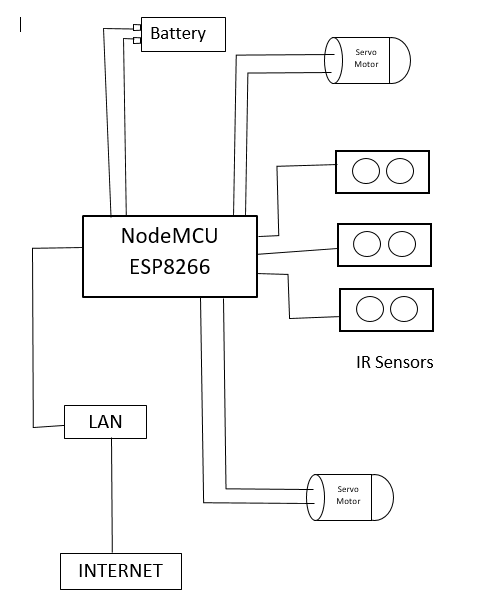 Battery
Servo
Motor
NodeMCU
ESP8266
IR Sensors
LAN
Servo
Motor
INTERNET